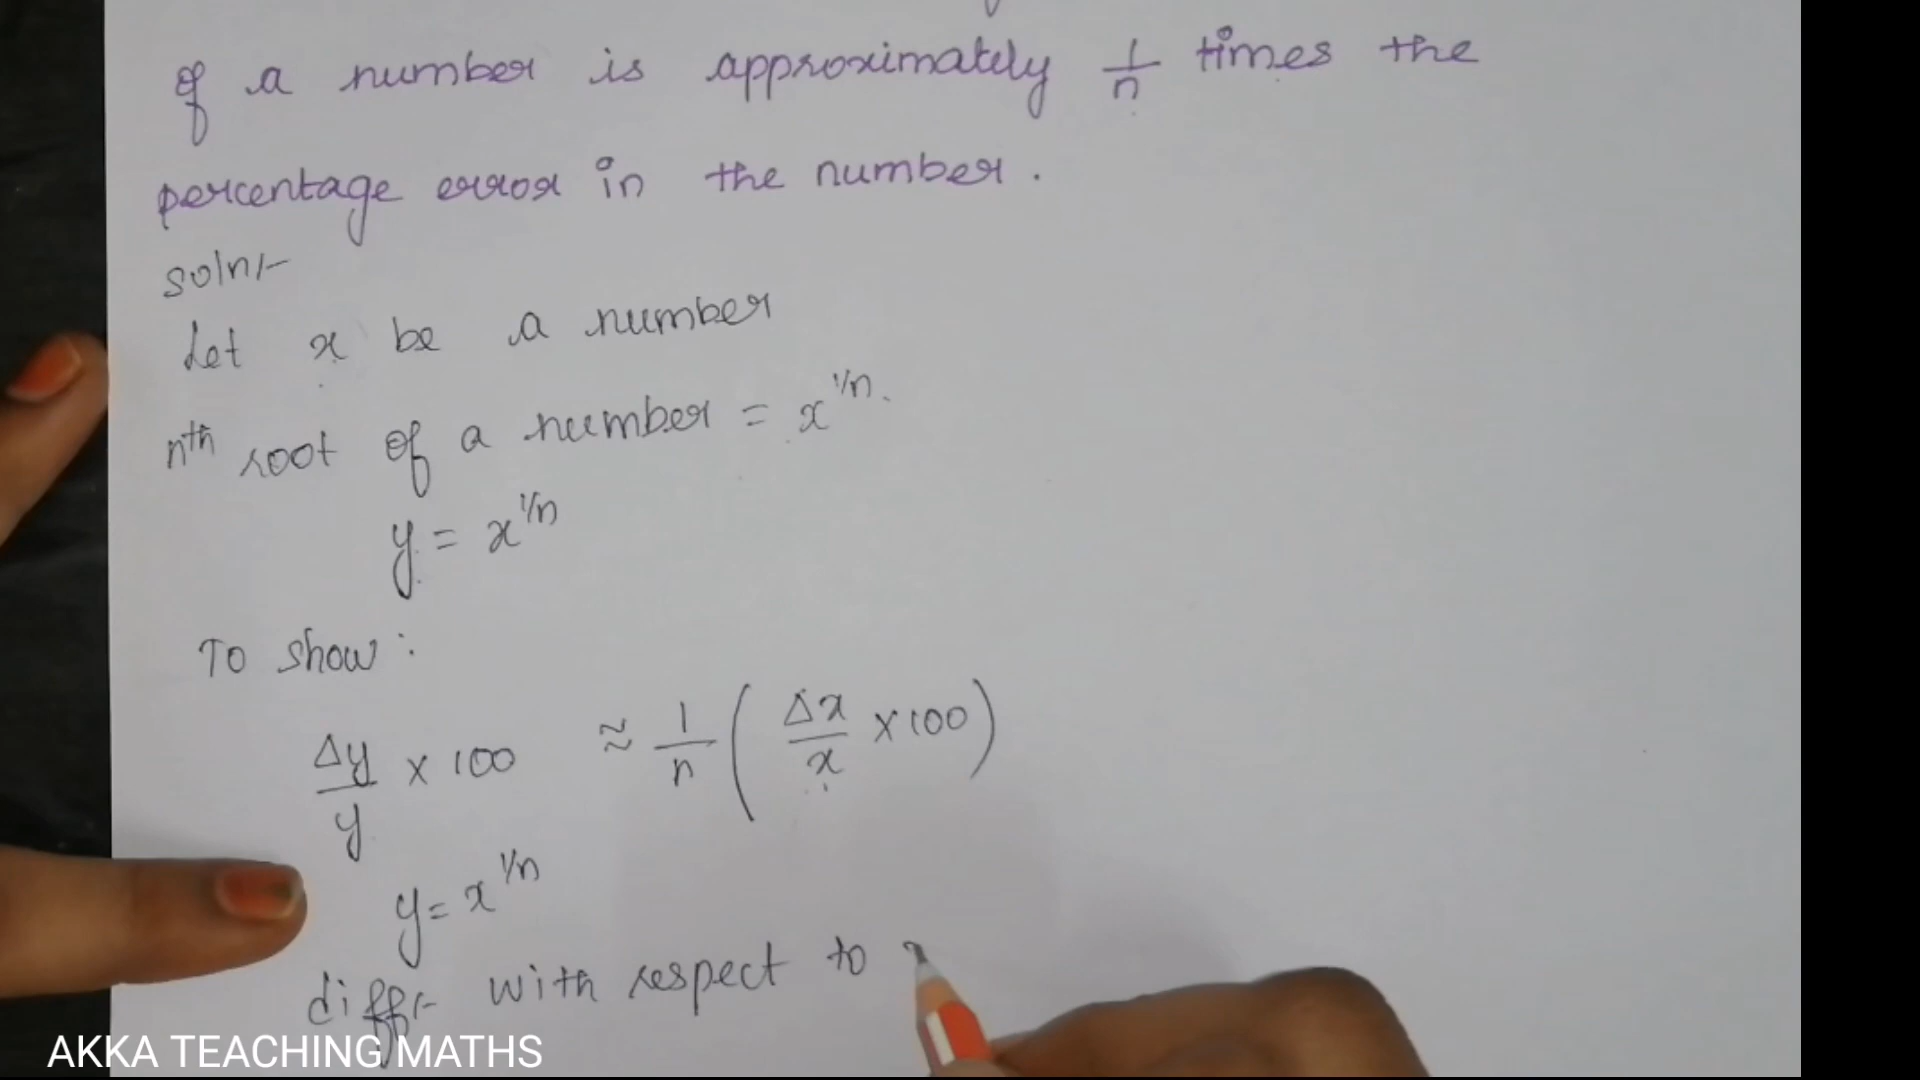 of a number is approximately 1/n times the
percentage error in the number.
soln:-
Let x be a number
nth root of a number = x^1/n.
y = x^1/n
To show:
Δy/y × 100 ≈ 1/n (Δx/x × 100)
y = x^1/n
diff:- with respect to
AKKA TEACHING MATHS